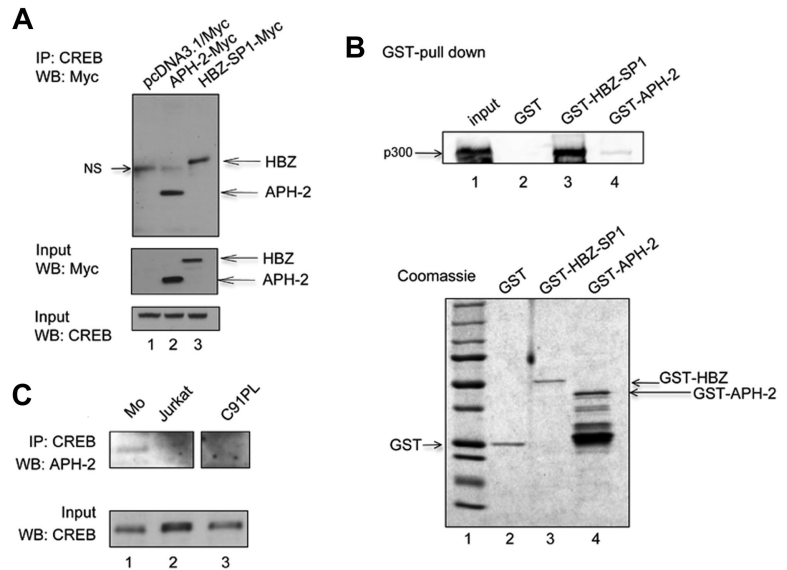 A
IP: CREB
WB: Myc
pcDNA3.1/Myc
APH-2-Myc
HBZ-SP1-Myc
NS
HBZ
APH-2
Input
WB: Myc
HBZ
APH-2
Input
WB: CREB
1 2 3
B
GST-pull down
input
GST
GST-HBZ-SP1
GST-APH-2
p300
1 2 3 4
Coomassie
GST
GST-HBZ-SP1
GST-APH-2
GST-HBZ
GST-APH-2
GST
1 2 3 4
C
Mo
Jurkat
C91PL
IP: CREB
WB: APH-2
Input
WB: CREB
1 2 3